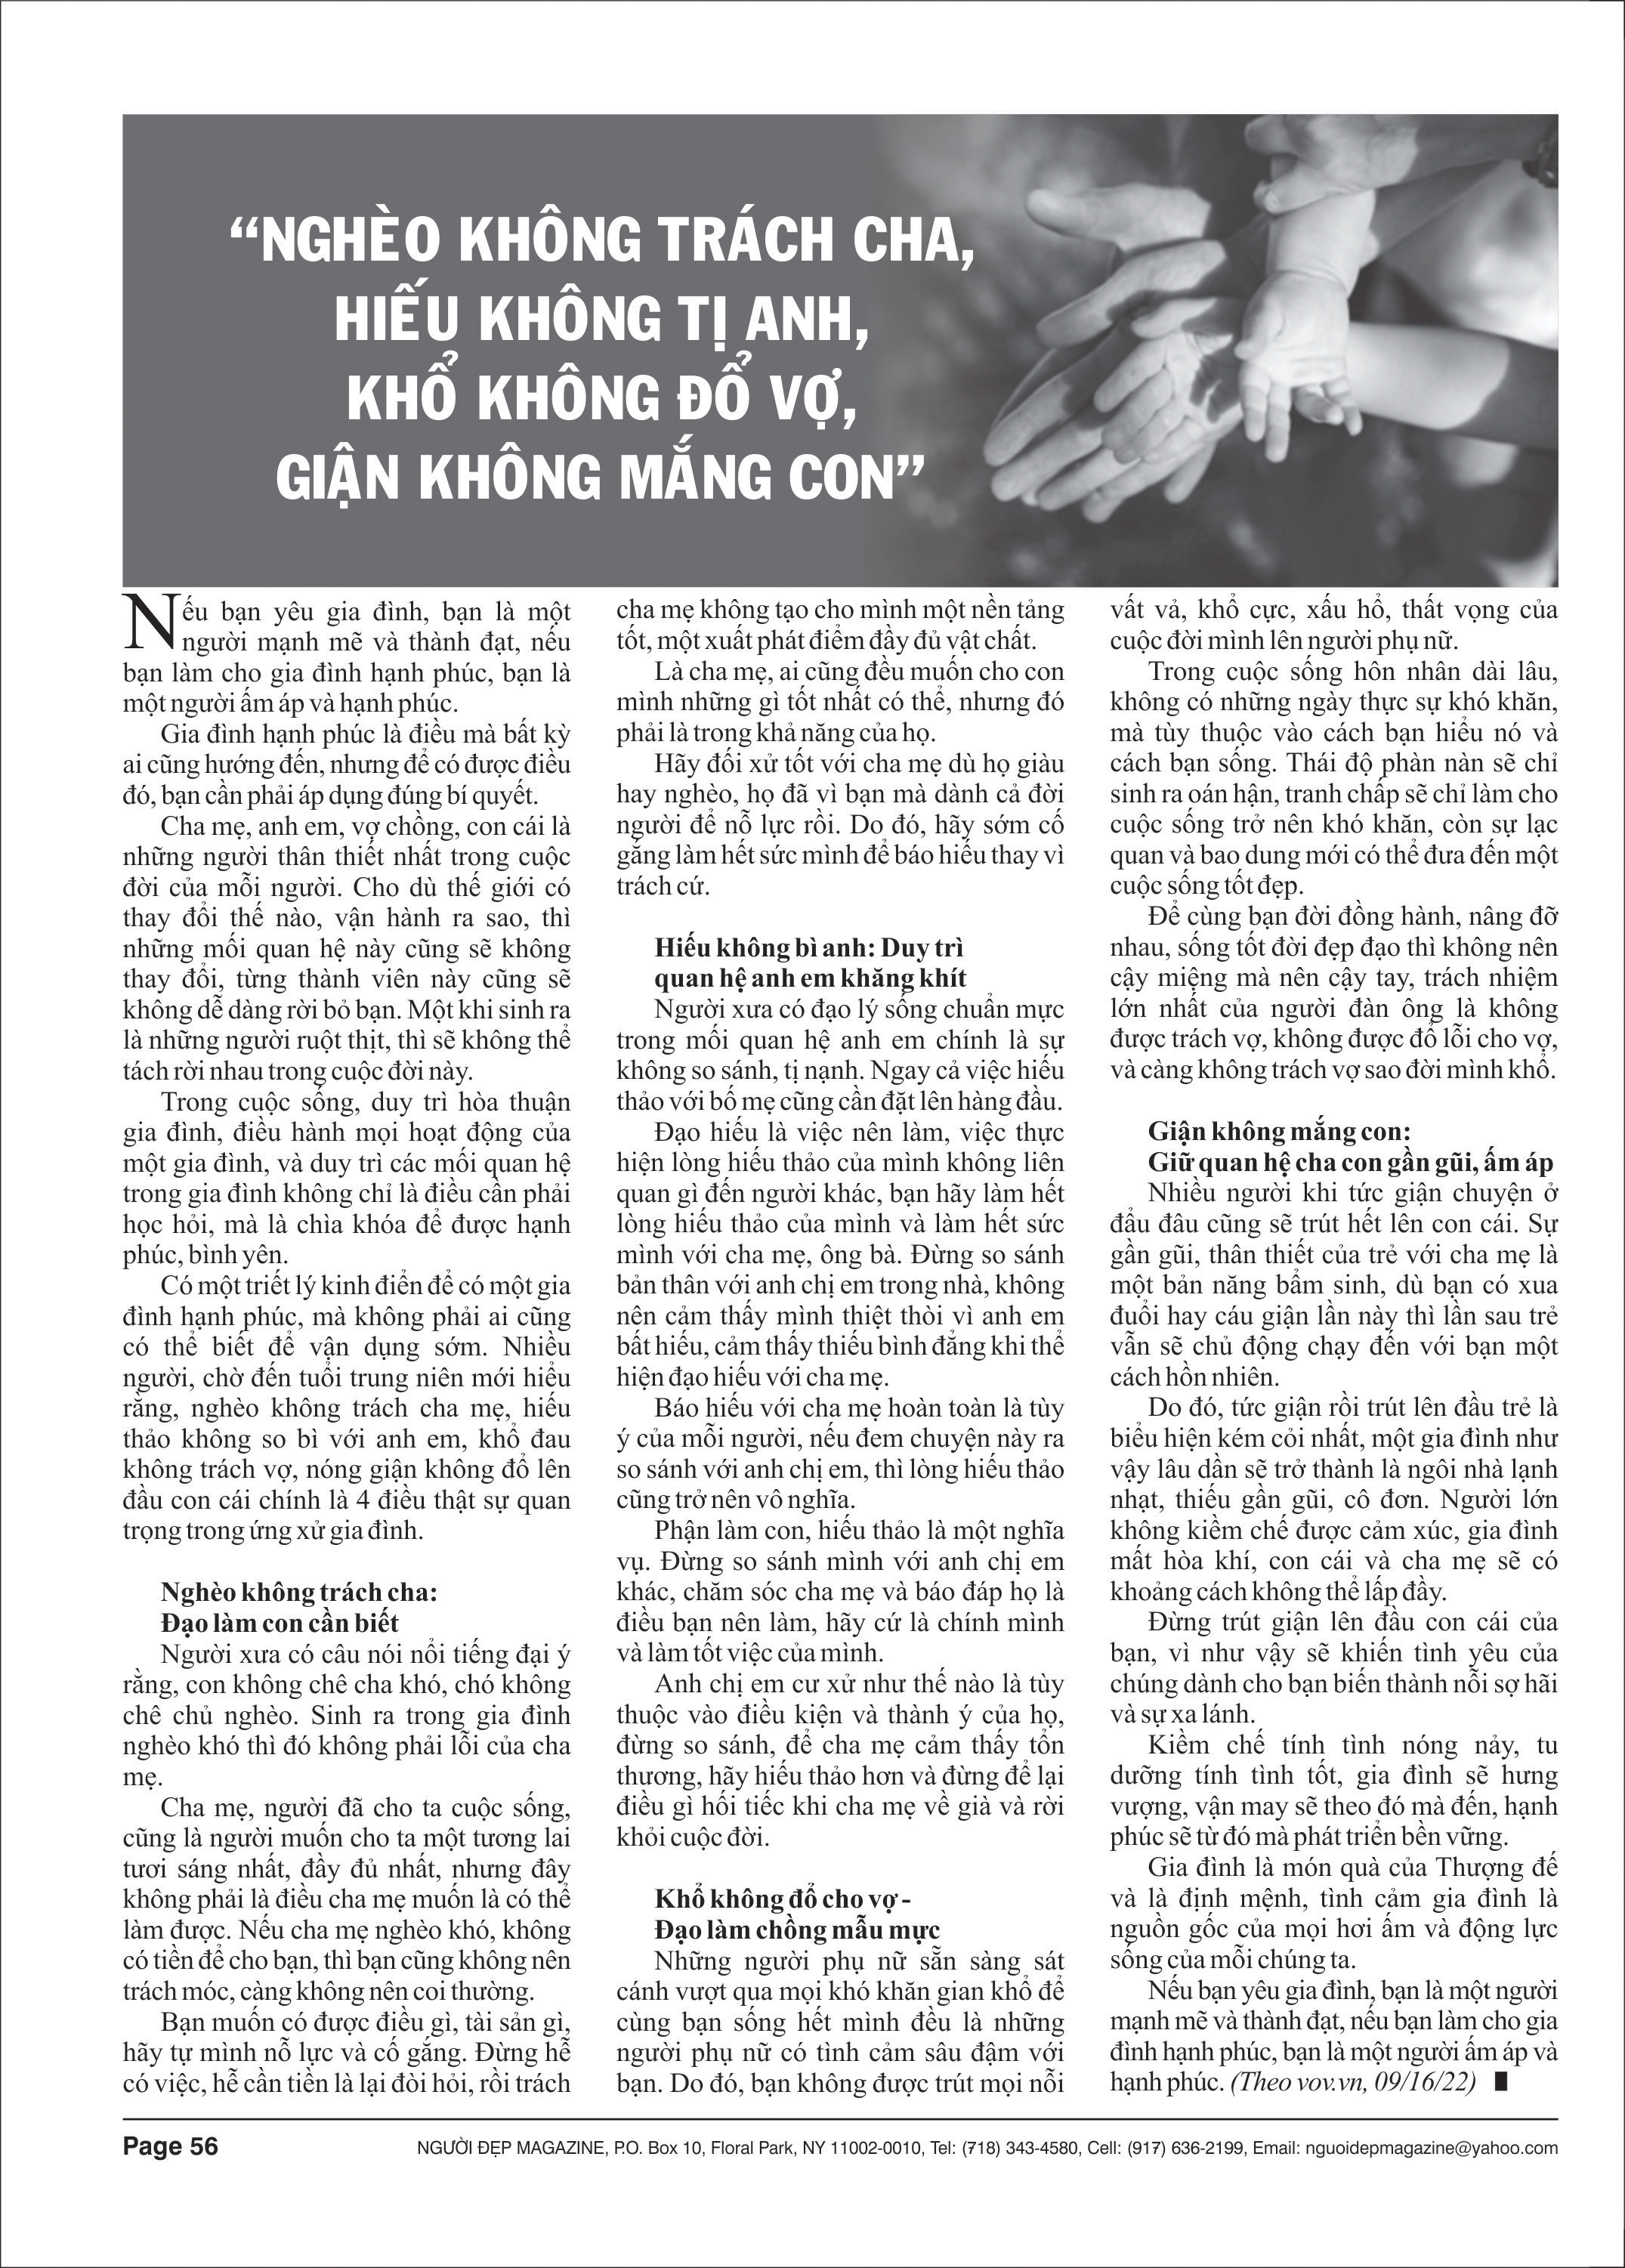 “NGHÈO KHÔNG TRÁCH CHA,
HIẾU KHÔNG TỊ ANH,
KHỔ KHÔNG ĐỔ VỢ,
GIẬN KHÔNG MẮNG CON”
Nếu bạn yêu gia đình, bạn là một
người mạnh mẽ và thành đạt, nếu
bạn làm cho gia đình hạnh phúc, bạn là
một người ấm áp và hạnh phúc.
Gia đình hạnh phúc là điều mà bất kỳ
ai cũng hướng đến, nhưng để có được điều
đó, bạn cần phải áp dụng đúng bí quyết.
Cha mẹ, anh em, vợ chồng, con cái là
những người thân thiết nhất trong cuộc
đời của mỗi người. Cho dù thế giới có
thay đổi thế nào, vận hành ra sao, thì
những mối quan hệ này cũng sẽ không
thay đổi, từng thành viên này cũng sẽ
không dễ dàng rời bỏ bạn. Một khi sinh ra
là những người ruột thịt, thì sẽ không thể
tách rời nhau trong cuộc đời này.
Trong cuộc sống, duy trì hòa thuận
gia đình, điều hành mọi hoạt động của
một gia đình, và duy trì các mối quan hệ
trong gia đình không chỉ là điều cần phải
học hỏi, mà là chìa khóa để được hạnh
phúc, bình yên.
Có một triết lý kinh điển để có một gia
đình hạnh phúc, mà không phải ai cũng
có thể biết để vận dụng sớm. Nhiều
người, chờ đến tuổi trung niên mới hiểu
rằng, nghèo không trách cha mẹ, hiếu
thảo không so bì với anh em, khổ đau
không trách vợ, nóng giận không đổ lên
đầu con cái chính là 4 điều thật sự quan
trọng trong ứng xử gia đình.
Nghèo không trách cha:
Đạo làm con cần biết
Người xưa có câu nói nổi tiếng đại ý
rằng, con không chê cha khó, chó không
chê chủ nghèo. Sinh ra trong gia đình
nghèo khó thì đó không phải lỗi của cha
mẹ.
Cha mẹ, người đã cho ta cuộc sống,
cũng là người muốn cho ta một tương lai
tươi sáng nhất, đầy đủ nhất, nhưng đây
không phải là điều cha mẹ muốn là có thể
làm được. Nếu cha mẹ nghèo khó, không
có tiền để cho bạn, thì bạn cũng không nên
trách móc, càng không nên coi thường.
Bạn muốn có được điều gì, tài sản gì,
hãy tự mình nỗ lực và cố gắng. Đừng hễ
có việc, hễ cần tiền là lại đòi hỏi, rồi trách
cha mẹ không tạo cho mình một nền tảng
tốt, một xuất phát điểm đầy đủ vật chất.
Là cha mẹ, ai cũng đều muốn cho con
mình những gì tốt nhất có thể, nhưng đó
phải là trong khả năng của họ.
Hãy đối xử tốt với cha mẹ dù họ giàu
hay nghèo, họ đã vì bạn mà dành cả đời
người để nỗ lực rồi. Do đó, hãy sớm cố
gắng làm hết sức mình để báo hiếu thay vì
trách cứ.
Hiếu không bì anh: Duy trì
quan hệ anh em khăng khít
Người xưa có đạo lý sống chuẩn mực
trong mối quan hệ anh em chính là sự
không so sánh, tị nạnh. Ngay cả việc hiếu
thảo với bố mẹ cũng cần đặt lên hàng đầu.
Đạo hiếu là việc nên làm, việc thực
hiện lòng hiếu thảo của mình không liên
quan gì đến người khác, bạn hãy làm hết
lòng hiếu thảo của mình và làm hết sức
mình với cha mẹ, ông bà. Đừng so sánh
bản thân với anh chị em trong nhà, không
nên cảm thấy mình thiệt thòi vì anh em
bất hiếu, cảm thấy thiếu bình đẳng khi thể
hiện đạo hiếu với cha mẹ.
Báo hiếu với cha mẹ hoàn toàn là tùy
ý của mỗi người, nếu đem chuyện này ra
so sánh với anh chị em, thì lòng hiếu thảo
cũng trở nên vô nghĩa.
Phận làm con, hiếu thảo là một nghĩa
vụ. Đừng so sánh mình với anh chị em
khác, chăm sóc cha mẹ và báo đáp họ là
điều bạn nên làm, hãy cứ là chính mình
và làm tốt việc của mình.
Anh chị em cư xử như thế nào là tùy
thuộc vào điều kiện và thành ý của họ,
đừng so sánh, để cha mẹ cảm thấy tổn
thương, hãy hiếu thảo hơn và đừng để lại
điều gì hối tiếc khi cha mẹ về già và rời
khỏi cuộc đời.
Khổ không đổ cho vợ -
Đạo làm chồng mẫu mực
Những người phụ nữ sẵn sàng sát
cánh vượt qua mọi khó khăn gian khổ để
cùng bạn sống hết mình đều là những
người phụ nữ có tình cảm sâu đậm với
bạn. Do đó, bạn không được trút mọi nỗi
vất vả, khổ cực, xấu hổ, thất vọng của
cuộc đời mình lên người phụ nữ.
Trong cuộc sống hôn nhân dài lâu,
không có những ngày thực sự khó khăn,
mà tùy thuộc vào cách bạn hiểu nó và
cách bạn sống. Thái độ phàn nàn sẽ chỉ
sinh ra oán hận, tranh chấp sẽ chỉ làm cho
cuộc sống trở nên khó khăn, còn sự lạc
quan và bao dung mới có thể đưa đến một
cuộc sống tốt đẹp.
Để cùng bạn đời đồng hành, nâng đỡ
nhau, sống tốt đời đẹp đạo thì không nên
cậy miệng mà nên cậy tay, trách nhiệm
lớn nhất của người đàn ông là không
được trách vợ, không được đổ lỗi cho vợ,
và càng không trách vợ sao đời mình khổ.
Giận không mắng con:
Giữ quan hệ cha con gần gũi, ấm áp
Nhiều người khi tức giận chuyện ở
đẩu đâu cũng sẽ trút hết lên con cái. Sự
gần gũi, thân thiết của trẻ với cha mẹ là
một bản năng bẩm sinh, dù bạn có xua
đuổi hay cáu giận lần này thì lần sau trẻ
vẫn sẽ chủ động chạy đến với bạn một
cách hồn nhiên.
Do đó, tức giận rồi trút lên đầu trẻ là
biểu hiện kém cỏi nhất, một gia đình như
vậy lâu dần sẽ trở thành là ngôi nhà lạnh
nhạt, thiếu gần gũi, cô đơn. Người lớn
không kiềm chế được cảm xúc, gia đình
mất hòa khí, con cái và cha mẹ sẽ có
khoảng cách không thể lấp đầy.
Đừng trút giận lên đầu con cái của
bạn, vì như vậy sẽ khiến tình yêu của
chúng dành cho bạn biến thành nỗi sợ hãi
và sự xa lánh.
Kiềm chế tính tình nóng nảy, tu
dưỡng tính tình tốt, gia đình sẽ hưng
vượng, vận may sẽ theo đó mà đến, hạnh
phúc sẽ từ đó mà phát triển bền vững.
Gia đình là món quà của Thượng đế
và là định mệnh, tình cảm gia đình là
nguồn gốc của mọi hơi ấm và động lực
sống của mỗi chúng ta.
Nếu bạn yêu gia đình, bạn là một người
mạnh mẽ và thành đạt, nếu bạn làm cho gia
đình hạnh phúc, bạn là một người ấm áp và
hạnh phúc. (Theo vov.vn, 09/16/22)
Page 56 NGƯỜI ĐẸP MAGAZINE, P.O. Box 10, Floral Park, NY 11002-0010, Tel: (718) 343-4580, Cell: (917) 636-2199, Email: nguoidepmagazine@yahoo.com